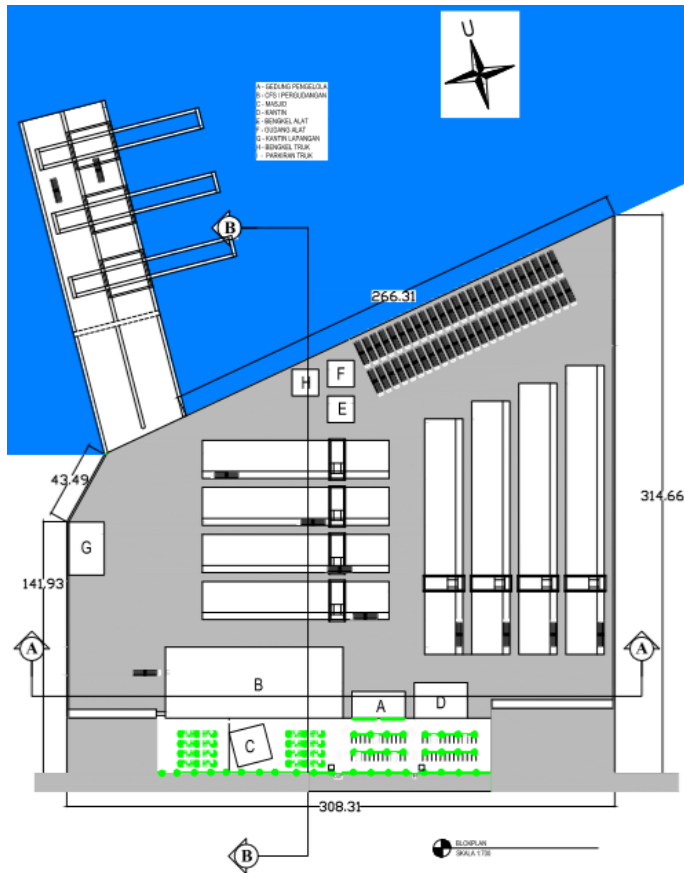 U
A - GEDUNG PENGELOLA
B - CFS | PERGUDANGAN
C - MASJID
D - KANTIN
E - BENGKEL ALAT
F - GUDANG ALAT
G - KANTIN LAPANGAN
H - BENGKEL TRUK
I - PARKIRAN TRUK
B
266.31
H
F
E
43.49
314.66
G
141.93
A
A
B
A
D
C
308.31
B
BLOKPLAN
SKALA 1:700